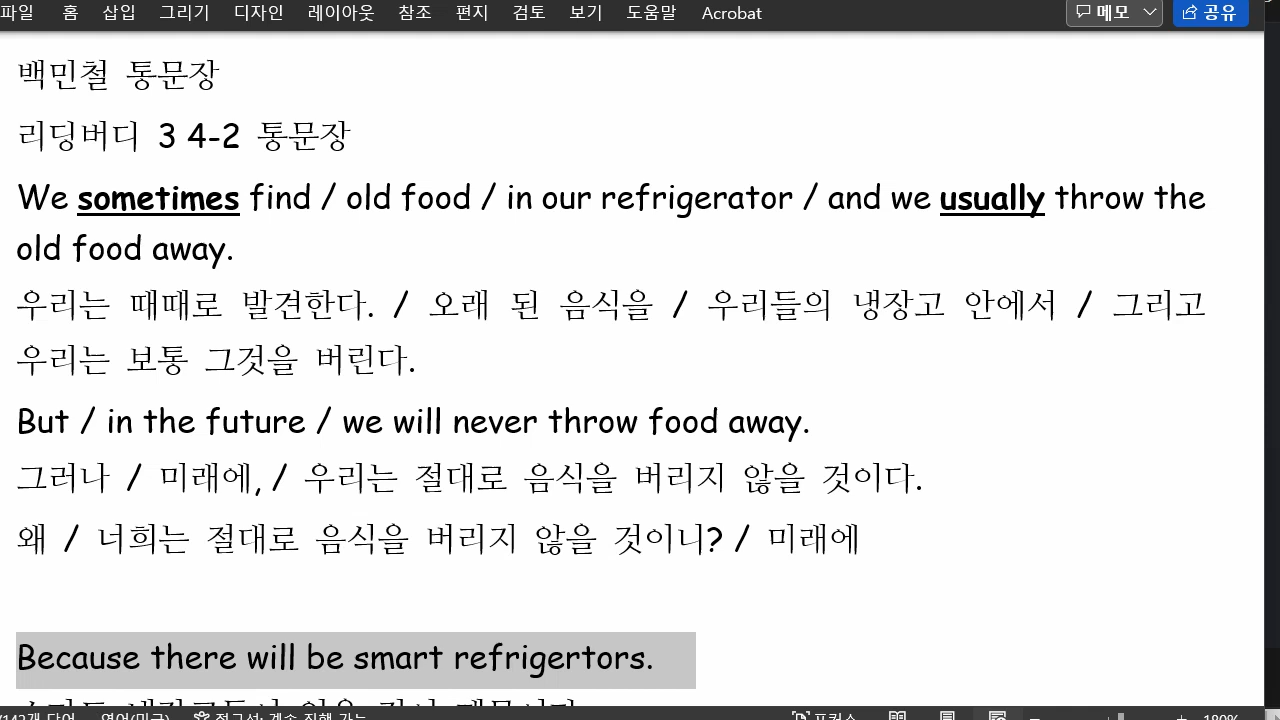 파일 홈 삽입 그리기 디자인 레이아웃 참조 편지 검토 보기 도움말 Acrobat 메모 공유
백민철 통문장
리딩버디 3 4-2 통문장
We sometimes find / old food / in our refrigerator / and we usually throw the
old food away.
우리는 때때로 발견한다. / 오래 된 음식을 / 우리들의 냉장고 안에서 / 그리고
우리는 보통 그것을 버린다.
But / in the future / we will never throw food away.
그러나 / 미래에, / 우리는 절대로 음식을 버리지 않을 것이다.
왜 / 너희는 절대로 음식을 버리지 않을 것이니? / 미래에
Because there will be smart refrigertors.